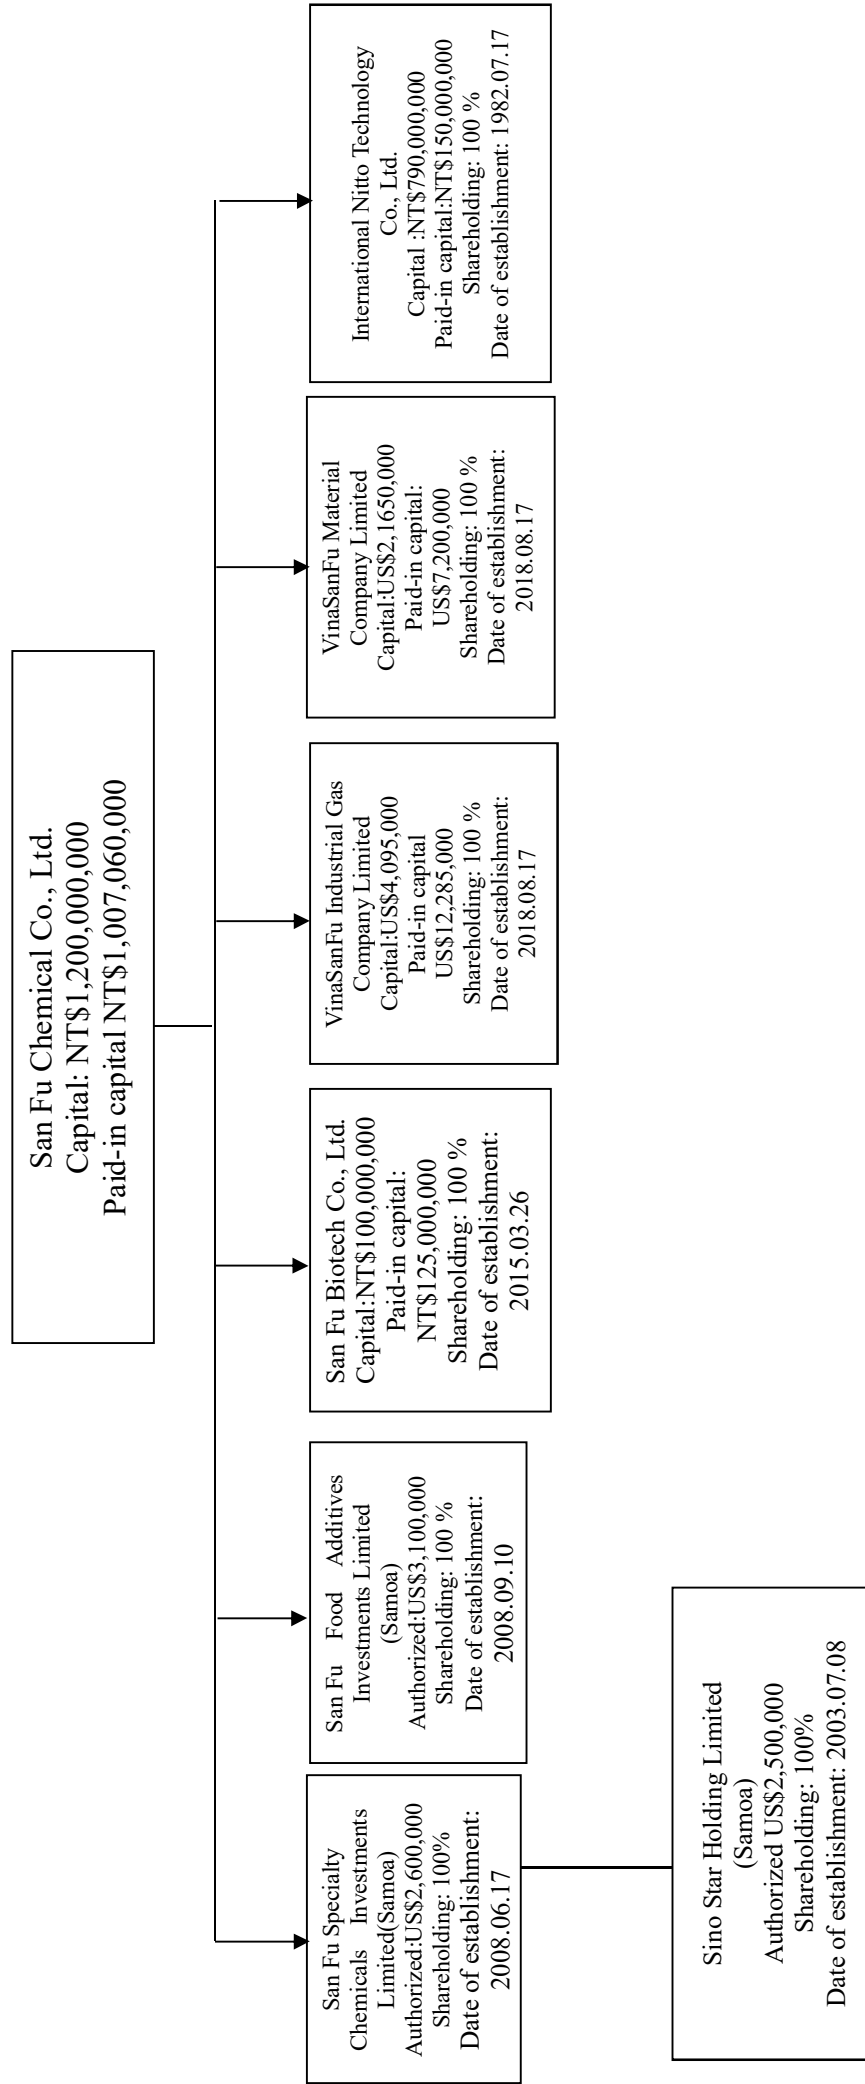 San Fu Chemical Co., Ltd.
Capital: NT$1,200,000,000
Paid-in capital NT$1,007,060,000
San Fu Specialty
Chemicals Investments
Limited(Samoa)
Authorized:US$2,600,000
Shareholding: 100%
Date of establishment:
2008.06.17
San Fu Food Additives
Investments Limited
(Samoa)
Authorized:US$3,100,000
Shareholding: 100 %
Date of establishment:
2008.09.10
San Fu Biotech Co., Ltd.
Capital:NT$100,000,000
Paid-in capital:
NT$125,000,000
Shareholding: 100 %
Date of establishment:
2015.03.26
VinaSanFu Industrial Gas
Company Limited
Capital:US$4,095,000
Paid-in capital
US$12,285,000
Shareholding: 100 %
Date of establishment:
2018.08.17
VinaSanFu Material
Company Limited
Capital:US$2,1650,000
Paid-in capital:
US$7,200,000
Shareholding: 100 %
Date of establishment:
2018.08.17
International Nitto Technology
Co., Ltd.
Capital :NT$790,000,000
Paid-in capital:NT$150,000,000
Shareholding: 100 %
Date of establishment: 1982.07.17
Sino Star Holding Limited
(Samoa)
Authorized US$2,500,000
Shareholding: 100%
Date of establishment: 2003.07.08